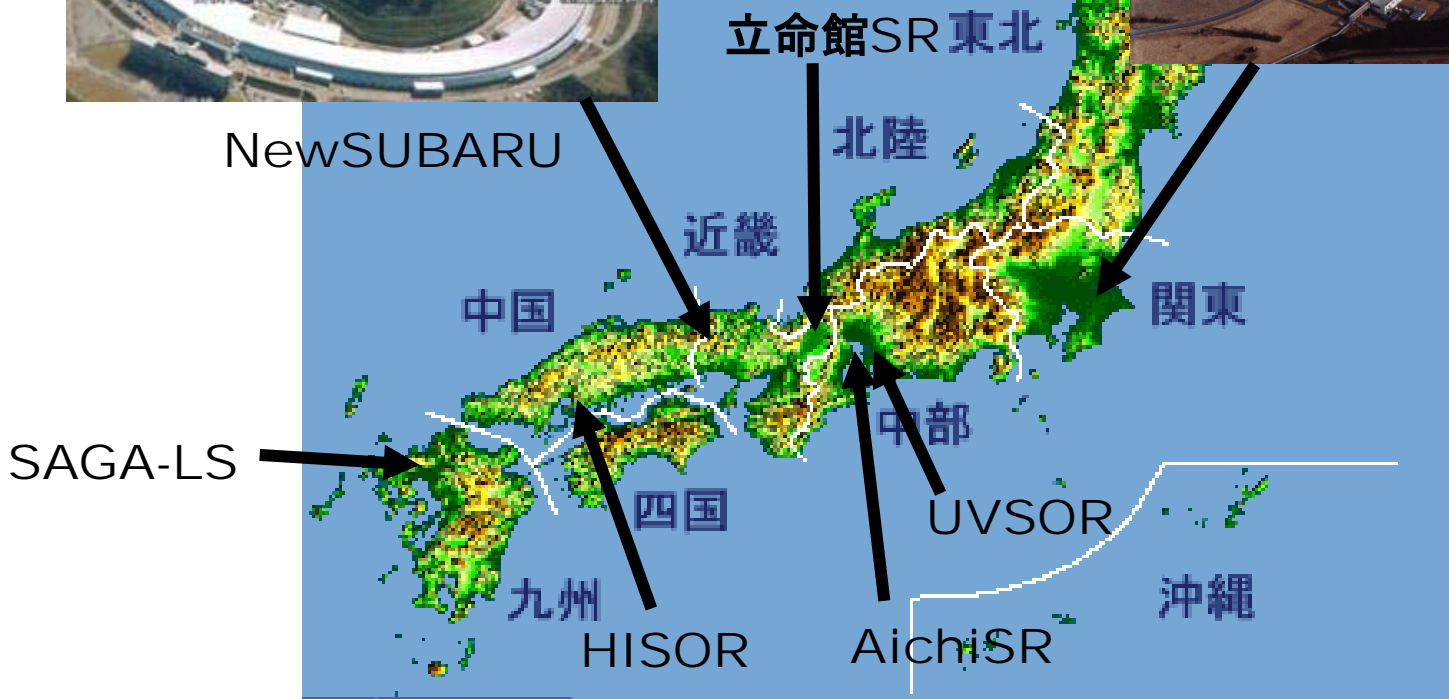 立命館SR
東北
北陸
NewSUBARU
近畿
中国
関東
中部
SAGA-LS
四国
UVSOR
九州
沖縄
HISOR
AichiSR